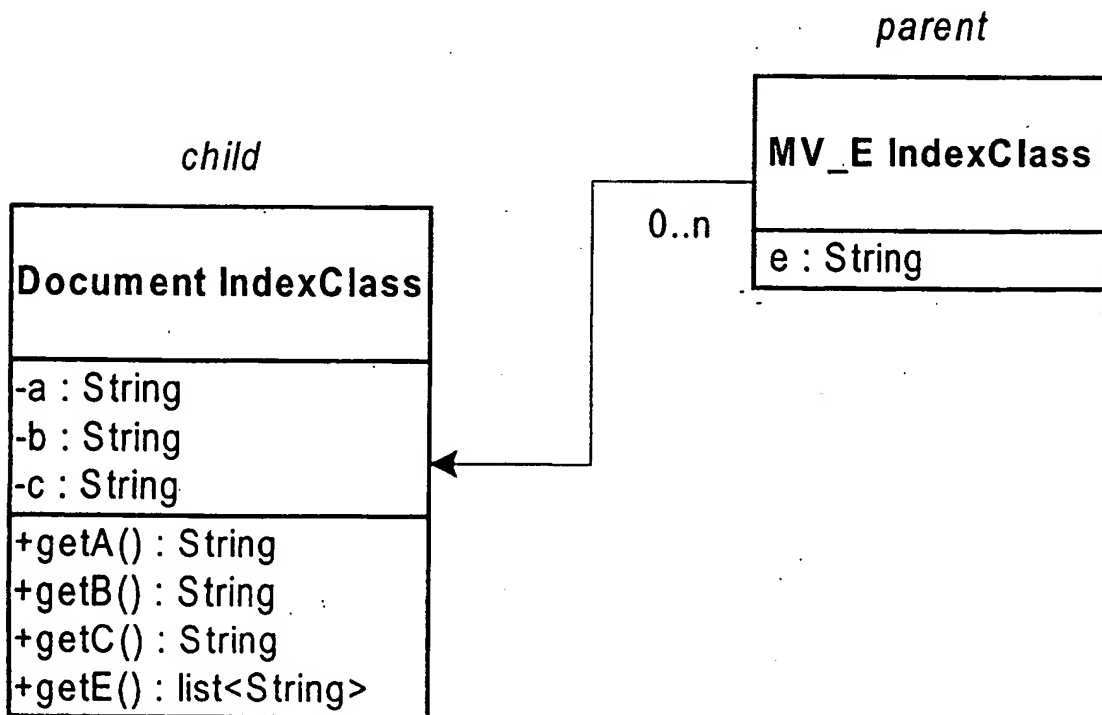 parent
MV_E IndexClass
e : String
0..n
child
Document IndexClass
-a : String
-b : String
-c : String
+getA() : String
+getB() : String
+getC() : String
+getE() : list<String>